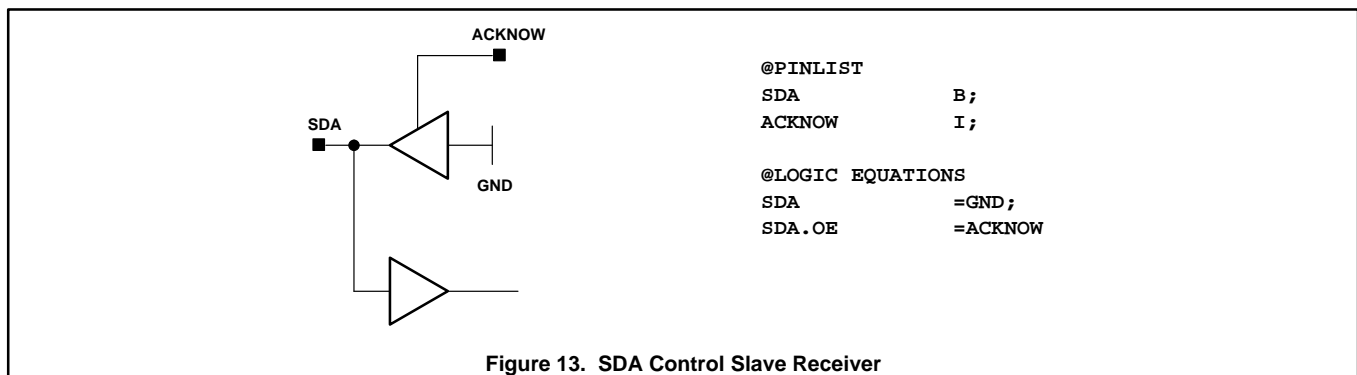 ACKNOW
SDA
GND
@PINLIST
SDA B;
ACKNOW I;
@LOGIC EQUATIONS
SDA =GND;
SDA.OE =ACKNOW
Figure 13. SDA Control Slave Receiver